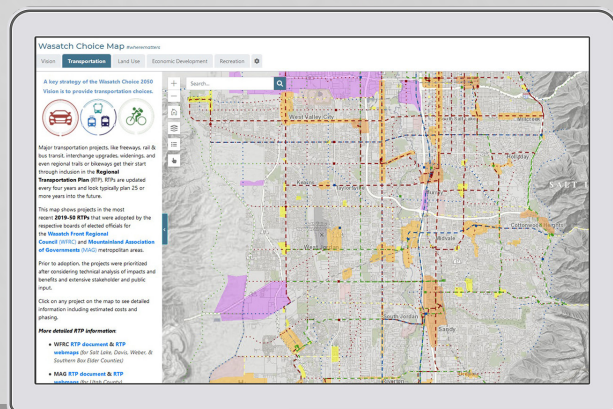 Wasatch Choice Map #wherematters
Vision
Transportation
Land Use
Economic Development
Recreation
A key strategy of the Wasatch Choice 2050
Vision is to provide transportation choices.
Major transportation projects, like freeways, rail &
bus transit, interchange upgrades, widenings, and
even regional trails or bikeways get their start
through inclusion in the Regional
Transportation Plan (RTP). RTPs are updated
every four years and look typically plan 25 or
more years into the future.
This map shows projects in the most
recent 2019-50 RTPs that were adopted by the
respective boards of elected officials for
the Wasatch Front Regional
Council (WFRC) and Mountainland Association
of Governments (MAG) metropolitan areas.
Prior to adoption, the projects were prioritized
after considering technical analysis of impacts and
benefits and extensive stakeholder and public
input.
Click on any project on the map to see detailed
information including estimated costs and
phasing.
More detailed RTP information:
• WFRC RTP document & RTP
webmaps (for Salt Lake, Davis, Weber, &
Southern Box Elder Counties)
• MAG RTP document & RTP
webmaps (for Utah County)
Search...
West Valley City
Millcreek
Holladay
Kearns
Taylorsville
Murray
Cottonwood Heights
Midvale
South Jordan
Sandy